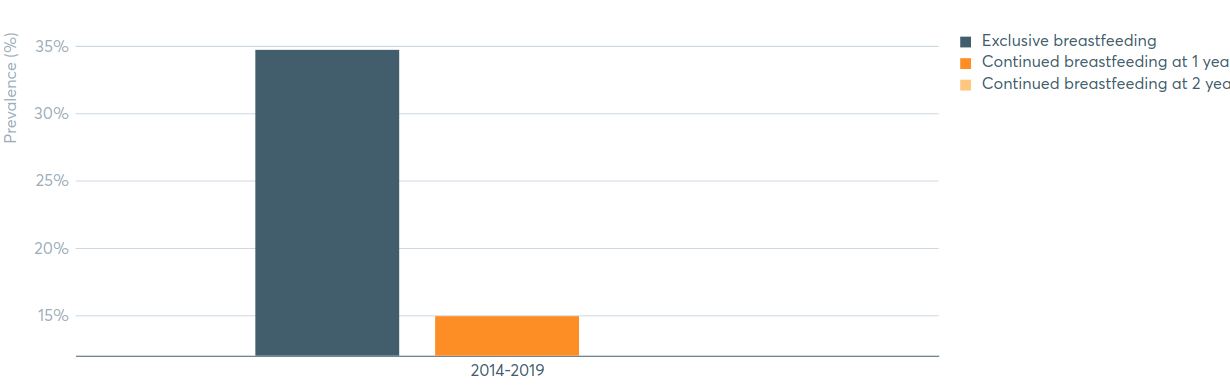 Prevalence (%)
35%
30%
25%
20%
15%
2014-2019
Exclusive breastfeeding
Continued breastfeeding at 1 yea
Continued breastfeeding at 2 yea